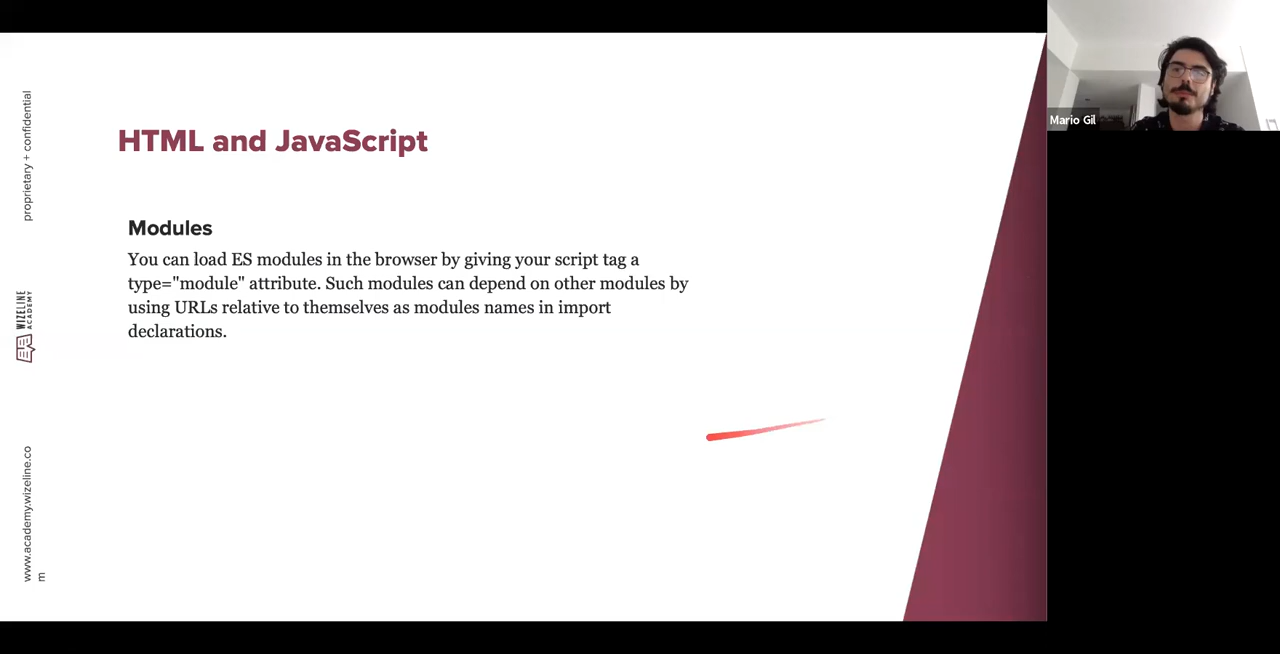 HTML and JavaScript
Modules
You can load ES modules in the browser by giving your script tag a
type="module" attribute. Such modules can depend on other modules by
using URLs relative to themselves as modules names in import
declarations.
proprietary + confidential
WIZELINE
ACADEMY
www.academy.wizeline.co
m
Mario Gil